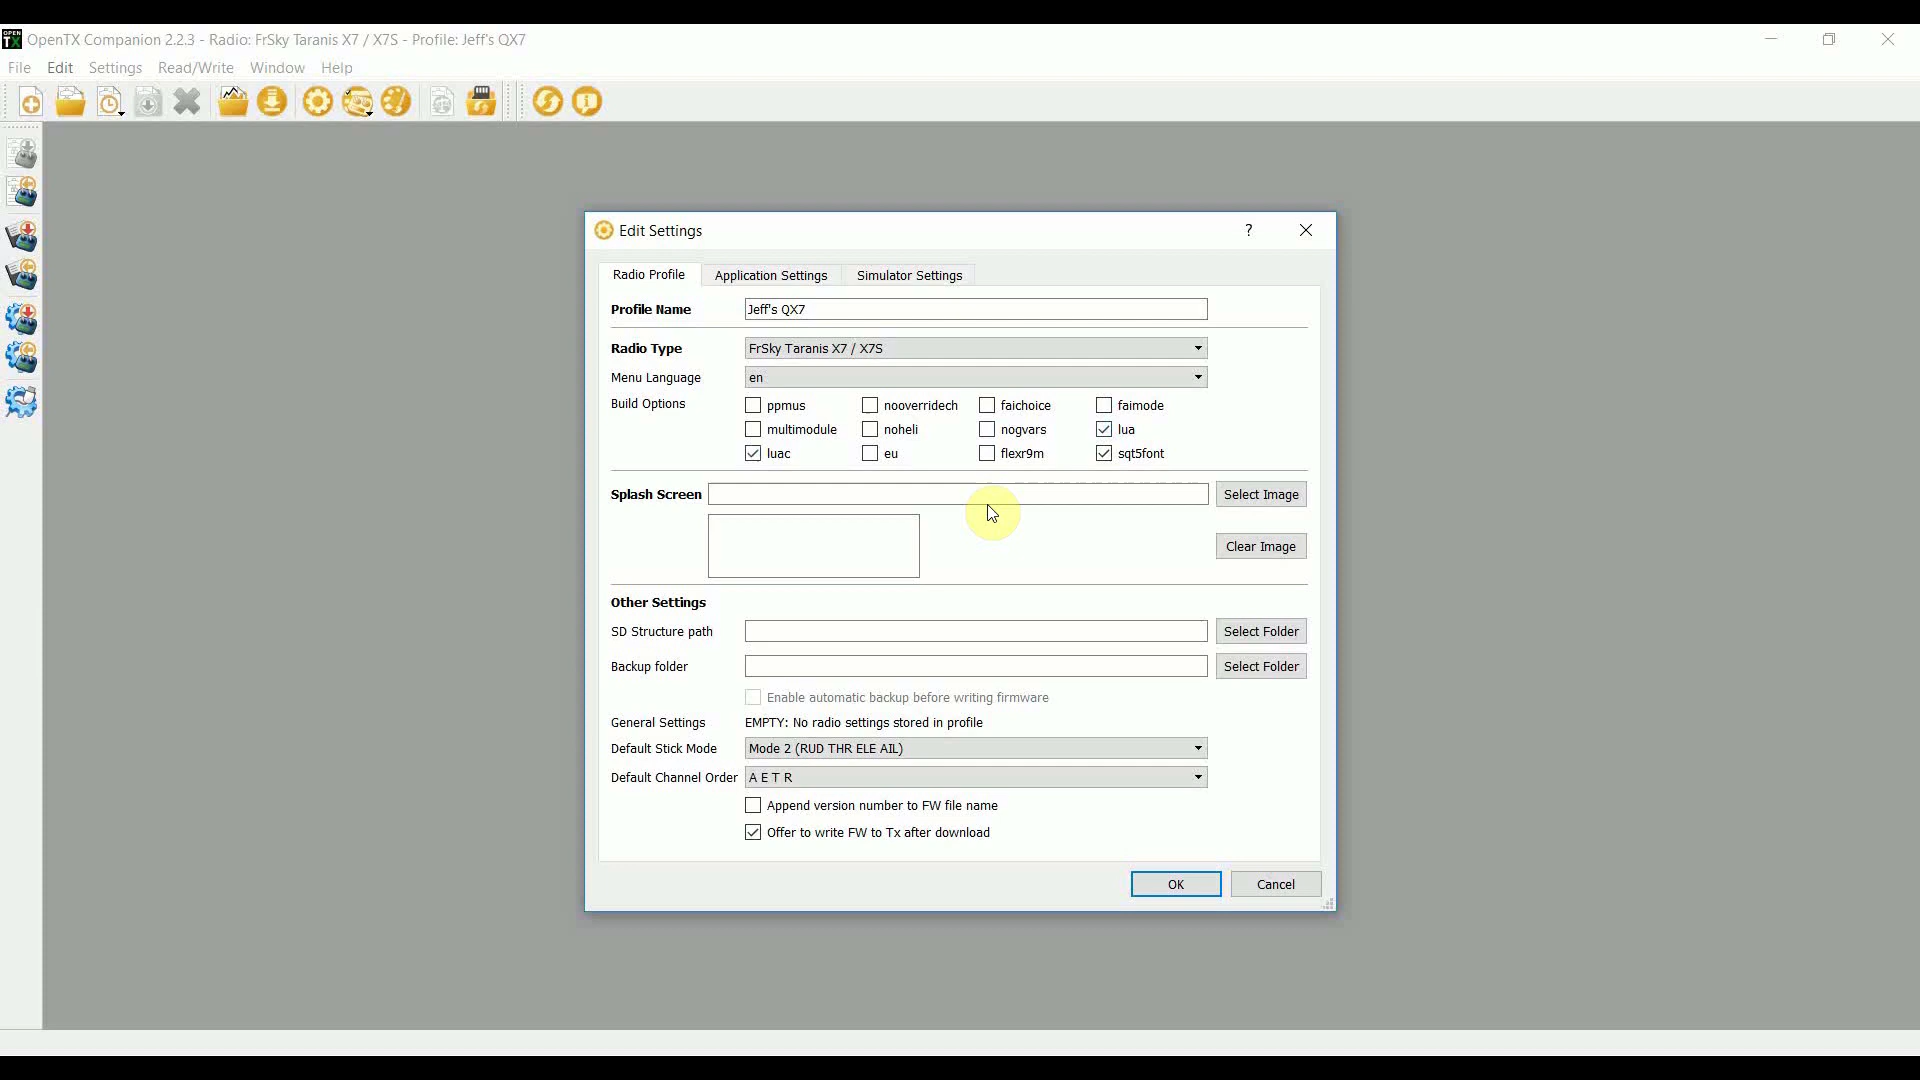 OPEN
TX
OpenTX Companion 2.2.3 - Radio: FrSky Taranis X7 / X7S - Profile: Jeff's QX7
File Edit Settings Read/Write Window Help
Edit Settings
?
Radio Profile Application Settings Simulator Settings
Profile Name Jeff's QX7
Radio Type FrSky Taranis X7 / X7S
Menu Language en
Build Options ppmus nooverridech faichoice faimode
multimodule noheli nogvars lua
luac eu flexr9m sqt5font
Splash Screen Select Image
Clear Image
Other Settings
SD Structure path Select Folder
Backup folder Select Folder
Enable automatic backup before writing firmware
General Settings EMPTY: No radio settings stored in profile
Default Stick Mode Mode 2 (RUD THR ELE AIL)
Default Channel Order A E T R
Append version number to FW file name
Offer to write FW to Tx after download
OK Cancel